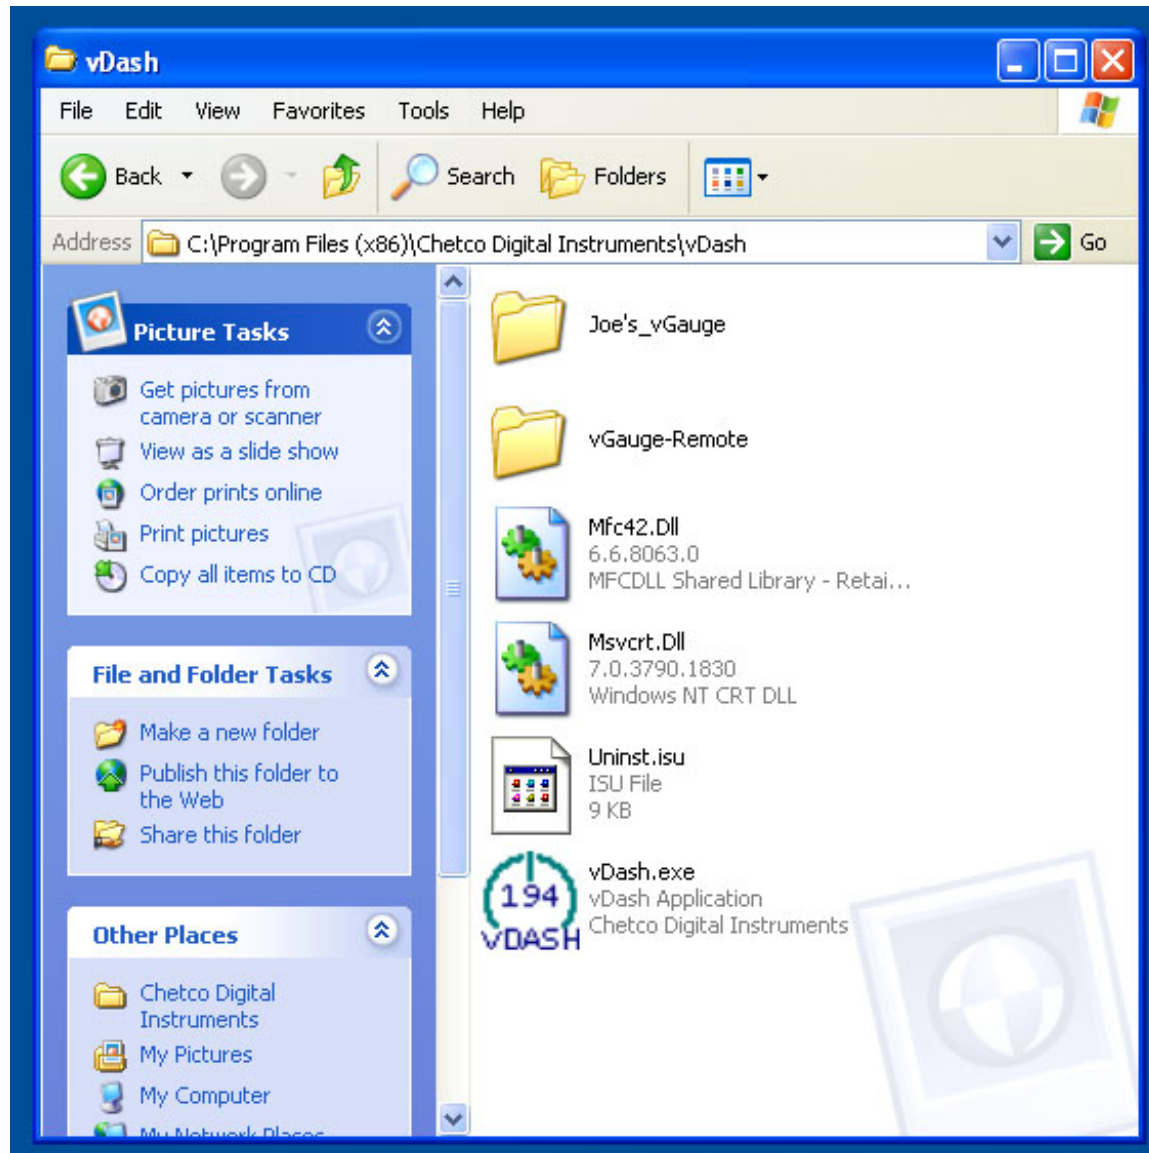 vDash
File Edit View Favorites Tools Help
Back Search Folders
Address C:\Program Files (x86)\Chetco Digital Instruments\vDash Go
Picture Tasks
Get pictures from
camera or scanner
View as a slide show
Order prints online
Print pictures
Copy all items to CD
File and Folder Tasks
Make a new folder
Publish this folder to
the Web
Share this folder
Other Places
Chetco Digital
Instruments
My Pictures
My Computer
My Network Places
Joe's_vGauge
vGauge-Remote
Mfc42.Dll
6.6.8063.0
MFCDLL Shared Library - Retai...
Msvcrt.Dll
7.0.3790.1830
Windows NT CRT DLL
Uninst.isu
ISU File
9 KB
194
VDASH
vDash.exe
vDash Application
Chetco Digital Instruments